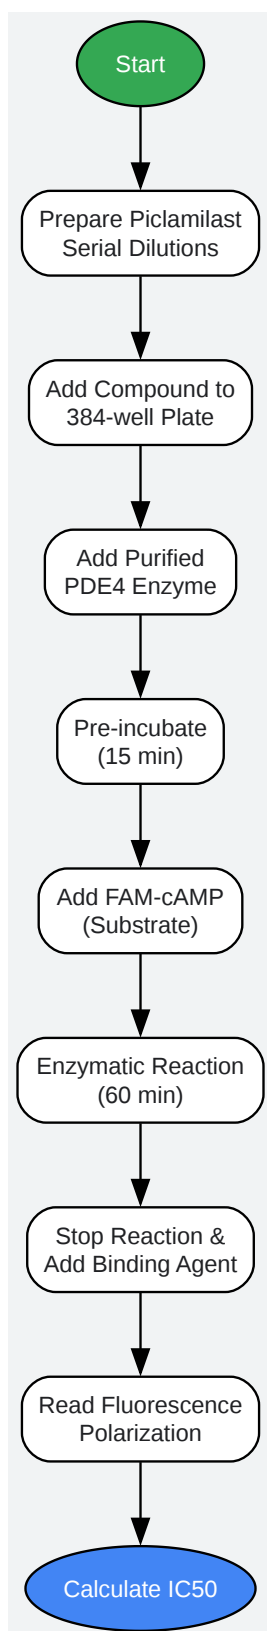 Start
Prepare Piclamilast
Serial Dilutions
Add Compound to
384-well Plate
Add Purified
PDE4 Enzyme
Pre-incubate
(15 min)
Add FAM-cAMP
(Substrate)
Enzymatic Reaction
(60 min)
Stop Reaction &
Add Binding Agent
Read Fluorescence
Polarization
Calculate IC50